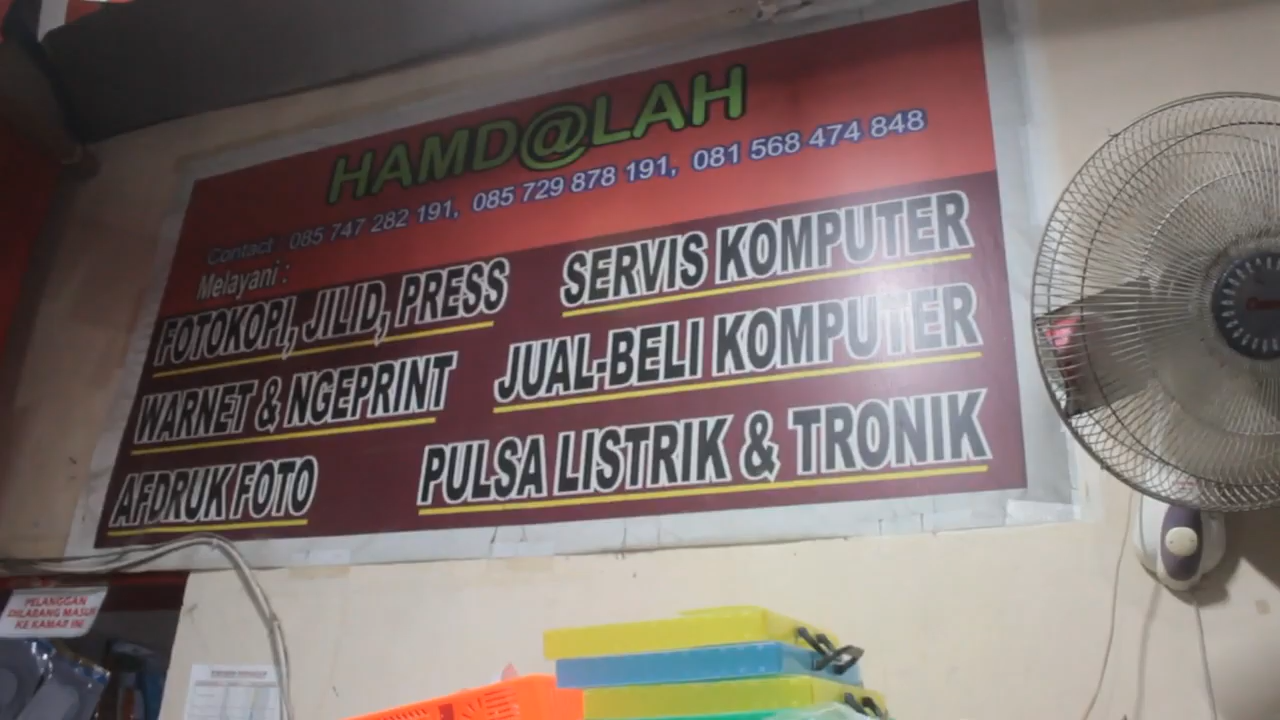 HAMD@LAH
Contact : 085 747 282 191, 085 729 878 191, 081 568 474 848
Melayani :
FOTOKOPI, JILID, PRESS
SERVIS KOMPUTER
WARNET & NGEPRINT
JUAL-BELI KOMPUTER
AFDRUK FOTO
PULSA LISTRIK & TRONIK
PELANGGAN
DILARANG MASUK
KE KAMAR INI